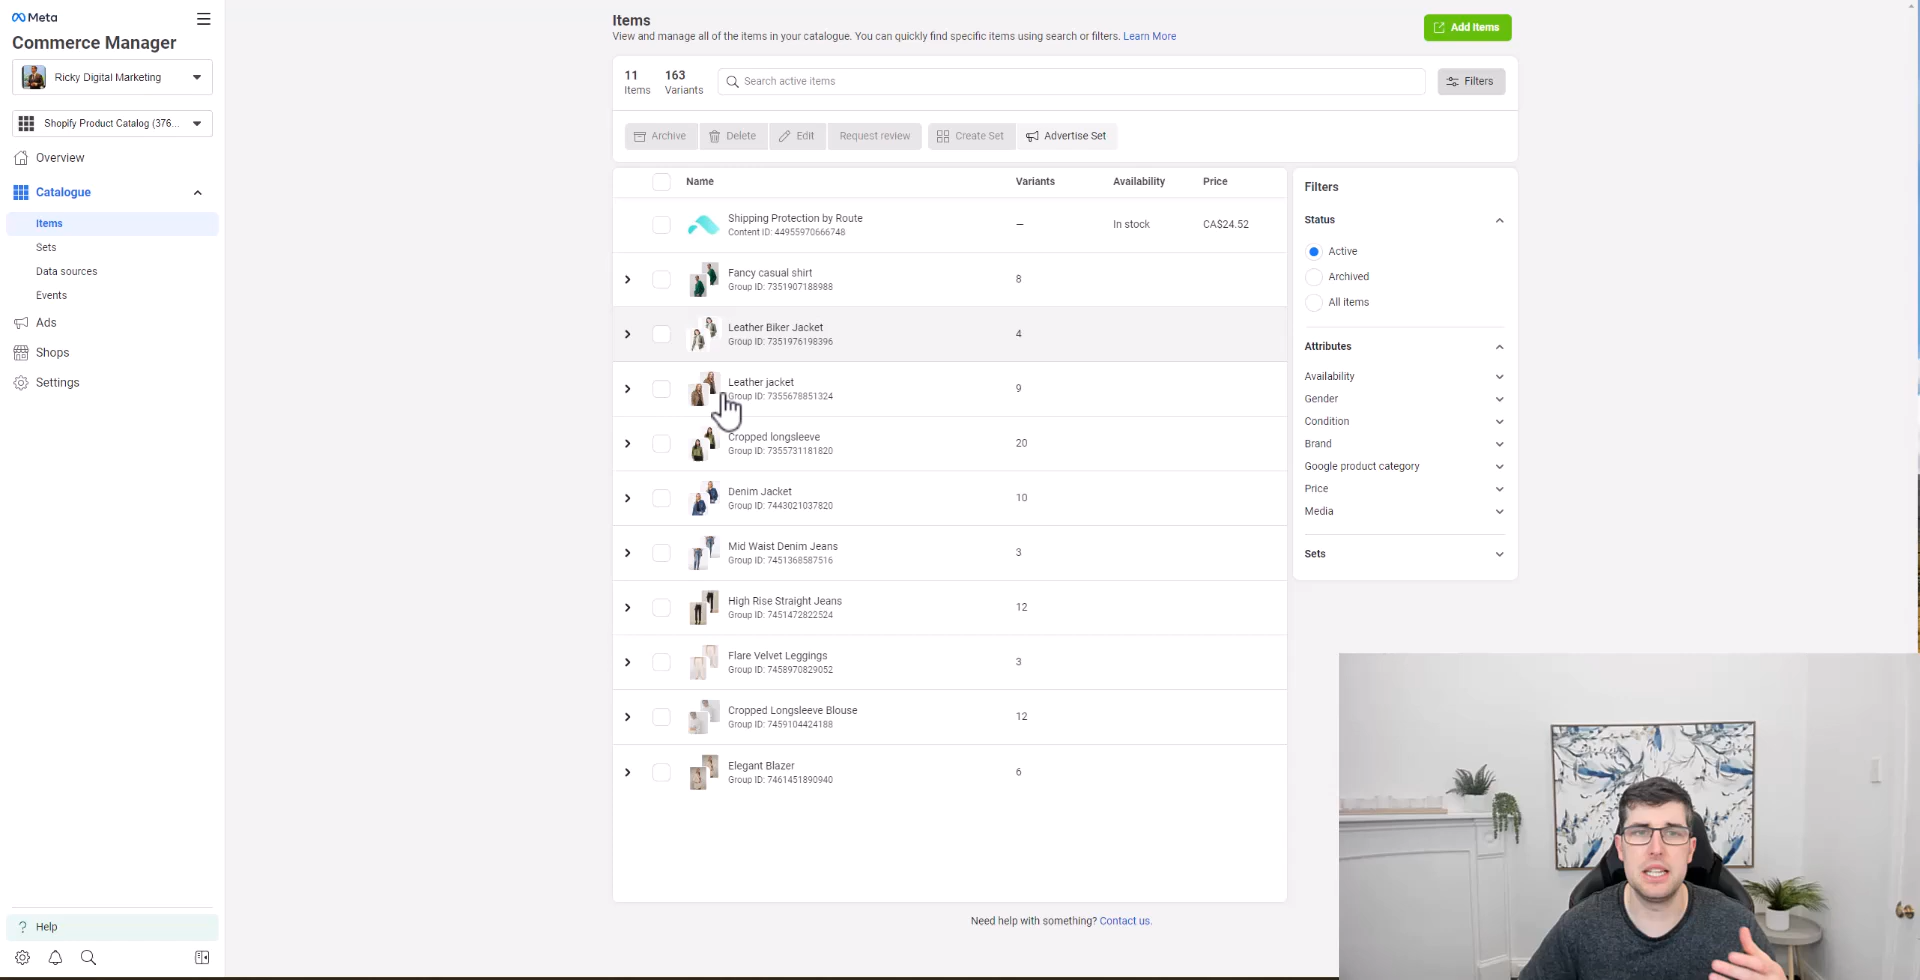 Meta
Commerce Manager
Ricky Digital Marketing
Shopify Product Catalog (376...
Overview
Catalogue
Items
Sets
Data sources
Events
Ads
Shops
Settings
? Help
Items
View and manage all of the items in your catalogue. You can quickly find specific items using search or filters. Learn More
Add Items
11 Items
163 Variants
Search active items
Filters
Archive Delete Edit Request review Create Set Advertise Set
Name Variants Availability Price
Shipping Protection by Route
Content ID: 44955970666748
— In stock CA$24.52
Fancy casual shirt
Group ID: 7351907188988
8
Leather Biker Jacket
Group ID: 7351976198396
4
Leather jacket
Group ID: 7355678851324
9
Cropped longsleeve
Group ID: 7355731181820
20
Denim Jacket
Group ID: 7443021037820
10
Mid Waist Denim Jeans
Group ID: 7451368587516
3
High Rise Straight Jeans
Group ID: 7451472822524
12
Flare Velvet Leggings
Group ID: 7458970829052
3
Cropped Longsleeve Blouse
Group ID: 7459104424188
12
Elegant Blazer
Group ID: 7461451890940
6
Filters
Status
Active
Archived
All items
Attributes
Availability
Gender
Condition
Brand
Google product category
Price
Media
Sets
Need help with something? Contact us.